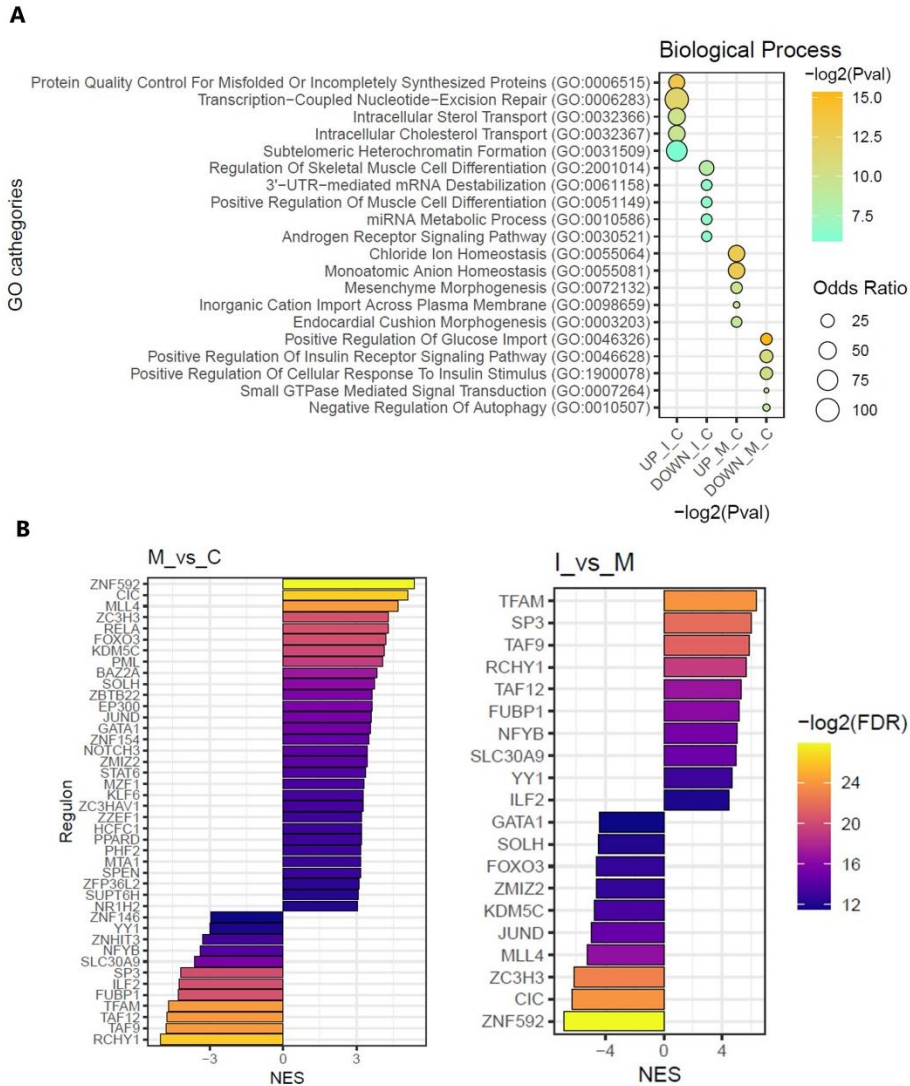 A
Biological Process
GO cathegories
Protein Quality Control For Misfolded Or Incompletely Synthesized Proteins (GO:0006515)
Transcription−Coupled Nucleotide−Excision Repair (GO:0006283)
Intracellular Sterol Transport (GO:0032366)
Intracellular Cholesterol Transport (GO:0032367)
Subtelomeric Heterochromatin Formation (GO:0031509)
Regulation Of Skeletal Muscle Cell Differentiation (GO:2001014)
3'−UTR−mediated mRNA Destabilization (GO:0061158)
Positive Regulation Of Muscle Cell Differentiation (GO:0051149)
miRNA Metabolic Process (GO:0010586)
Androgen Receptor Signaling Pathway (GO:0030521)
Chloride Ion Homeostasis (GO:0055064)
Monoatomic Anion Homeostasis (GO:0055081)
Mesenchyme Morphogenesis (GO:0072132)
Inorganic Cation Import Across Plasma Membrane (GO:0098659)
Endocardial Cushion Morphogenesis (GO:0003203)
Positive Regulation Of Glucose Import (GO:0046326)
Positive Regulation Of Insulin Receptor Signaling Pathway (GO:0046628)
Positive Regulation Of Cellular Response To Insulin Stimulus (GO:1900078)
Small GTPase Mediated Signal Transduction (GO:0007264)
Negative Regulation Of Autophagy (GO:0010507)
UP_I_C
DOWN_I_C
UP_M_C
DOWN_M_C
−log2(Pval)
−log2(Pval)
15.0
12.5
10.0
7.5
Odds Ratio
25
50
75
100
B
M_vs_C
Regulon
ZNF592
CIC
MLL4
ZC3H3
RELA
FOXO3
KDM5C
PML
BAZ2A
SOLH
ZBTB22
EP300
JUND
GATA1
ZNF154
NOTCH3
ZMIZ2
STAT6
MZF1
KLF6
ZC3HAV1
ZZEF1
HCFC1
PPARD
PHF2
MTA1
SPEN
ZFP36L2
SUPT6H
NR1H2
ZNF146
YY1
ZNHIT3
NFYB
SLC30A9
SP3
ILF2
FUBP1
TFAM
TAF12
TAF9
RCHY1
−3 0 3
NES
I_vs_M
TFAM
SP3
TAF9
RCHY1
TAF12
FUBP1
NFYB
SLC30A9
YY1
ILF2
GATA1
SOLH
FOXO3
ZMIZ2
KDM5C
JUND
MLL4
ZC3H3
CIC
ZNF592
−4 0 4
NES
−log2(FDR)
24
20
16
12